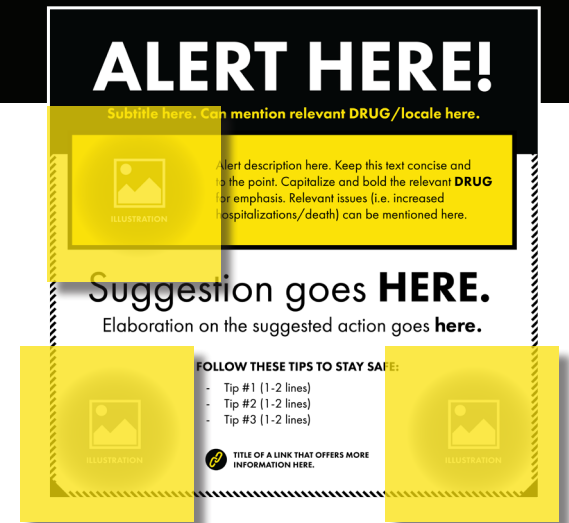 ALERT HERE!
Subtitle here. Can mention relevant DRUG/locale here.
ILLUSTRATION
Alert description here. Keep this text concise and
to the point. Capitalize and bold the relevant DRUG
for emphasis. Relevant issues (i.e. increased
hospitalizations/death) can be mentioned here.
Suggestion goes HERE.
Elaboration on the suggested action goes here.
FOLLOW THESE TIPS TO STAY SAFE:
- Tip #1 (1-2 lines)
- Tip #2 (1-2 lines)
- Tip #3 (1-2 lines)
ILLUSTRATION
ILLUSTRATION
TITLE OF A LINK THAT OFFERS MORE
INFORMATION HERE.